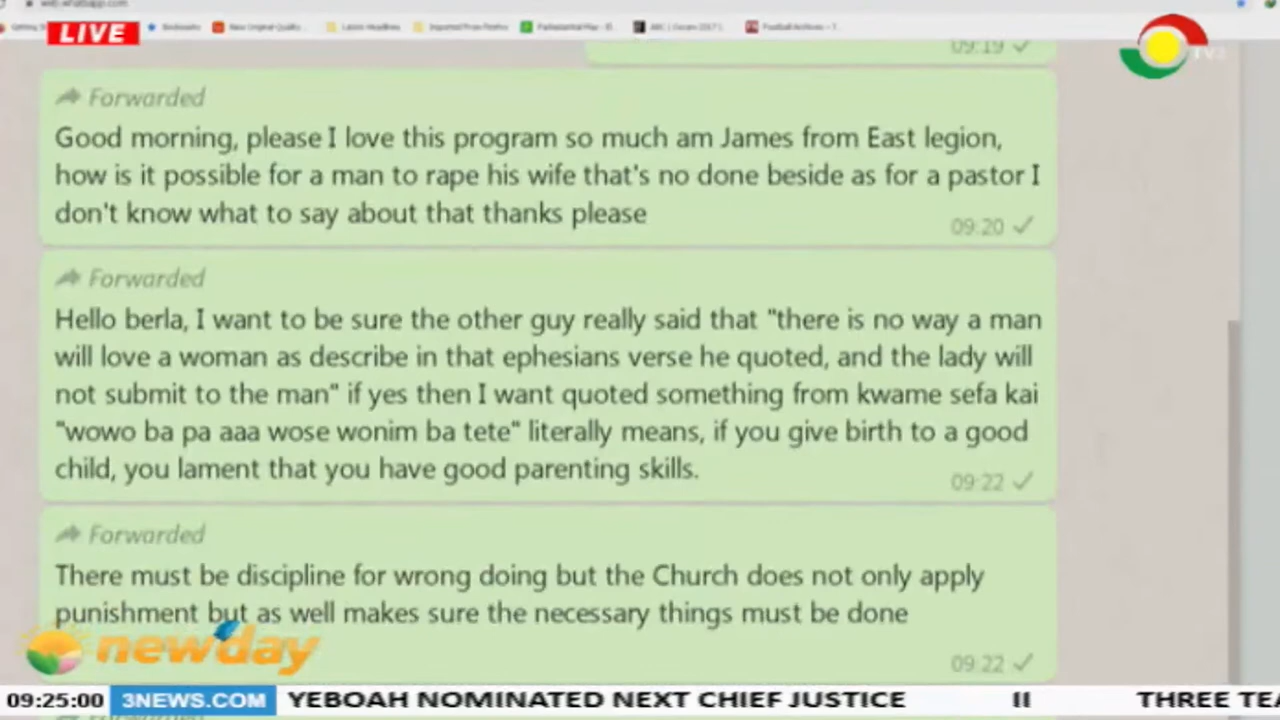 web.whatsapp.com
LIVE
TV3
09:19
Forwarded
Good morning, please I love this program so much am James from East legion,
how is it possible for a man to rape his wife that's no done beside as for a pastor I
don't know what to say about that thanks please
09:20
Forwarded
Hello berla, I want to be sure the other guy really said that "there is no way a man
will love a woman as describe in that ephesians verse he quoted, and the lady will
not submit to the man" if yes then I want quoted something from kwame sefa kai
"wowo ba pa aaa wose wonim ba tete" literally means, if you give birth to a good
child, you lament that you have good parenting skills.
09:22
Forwarded
There must be discipline for wrong doing but the Church does not only apply
punishment but as well makes sure the necessary things must be done
newday
09:22
09:25:00 3NEWS.COM YEBOAH NOMINATED NEXT CHIEF JUSTICE II THREE TEA